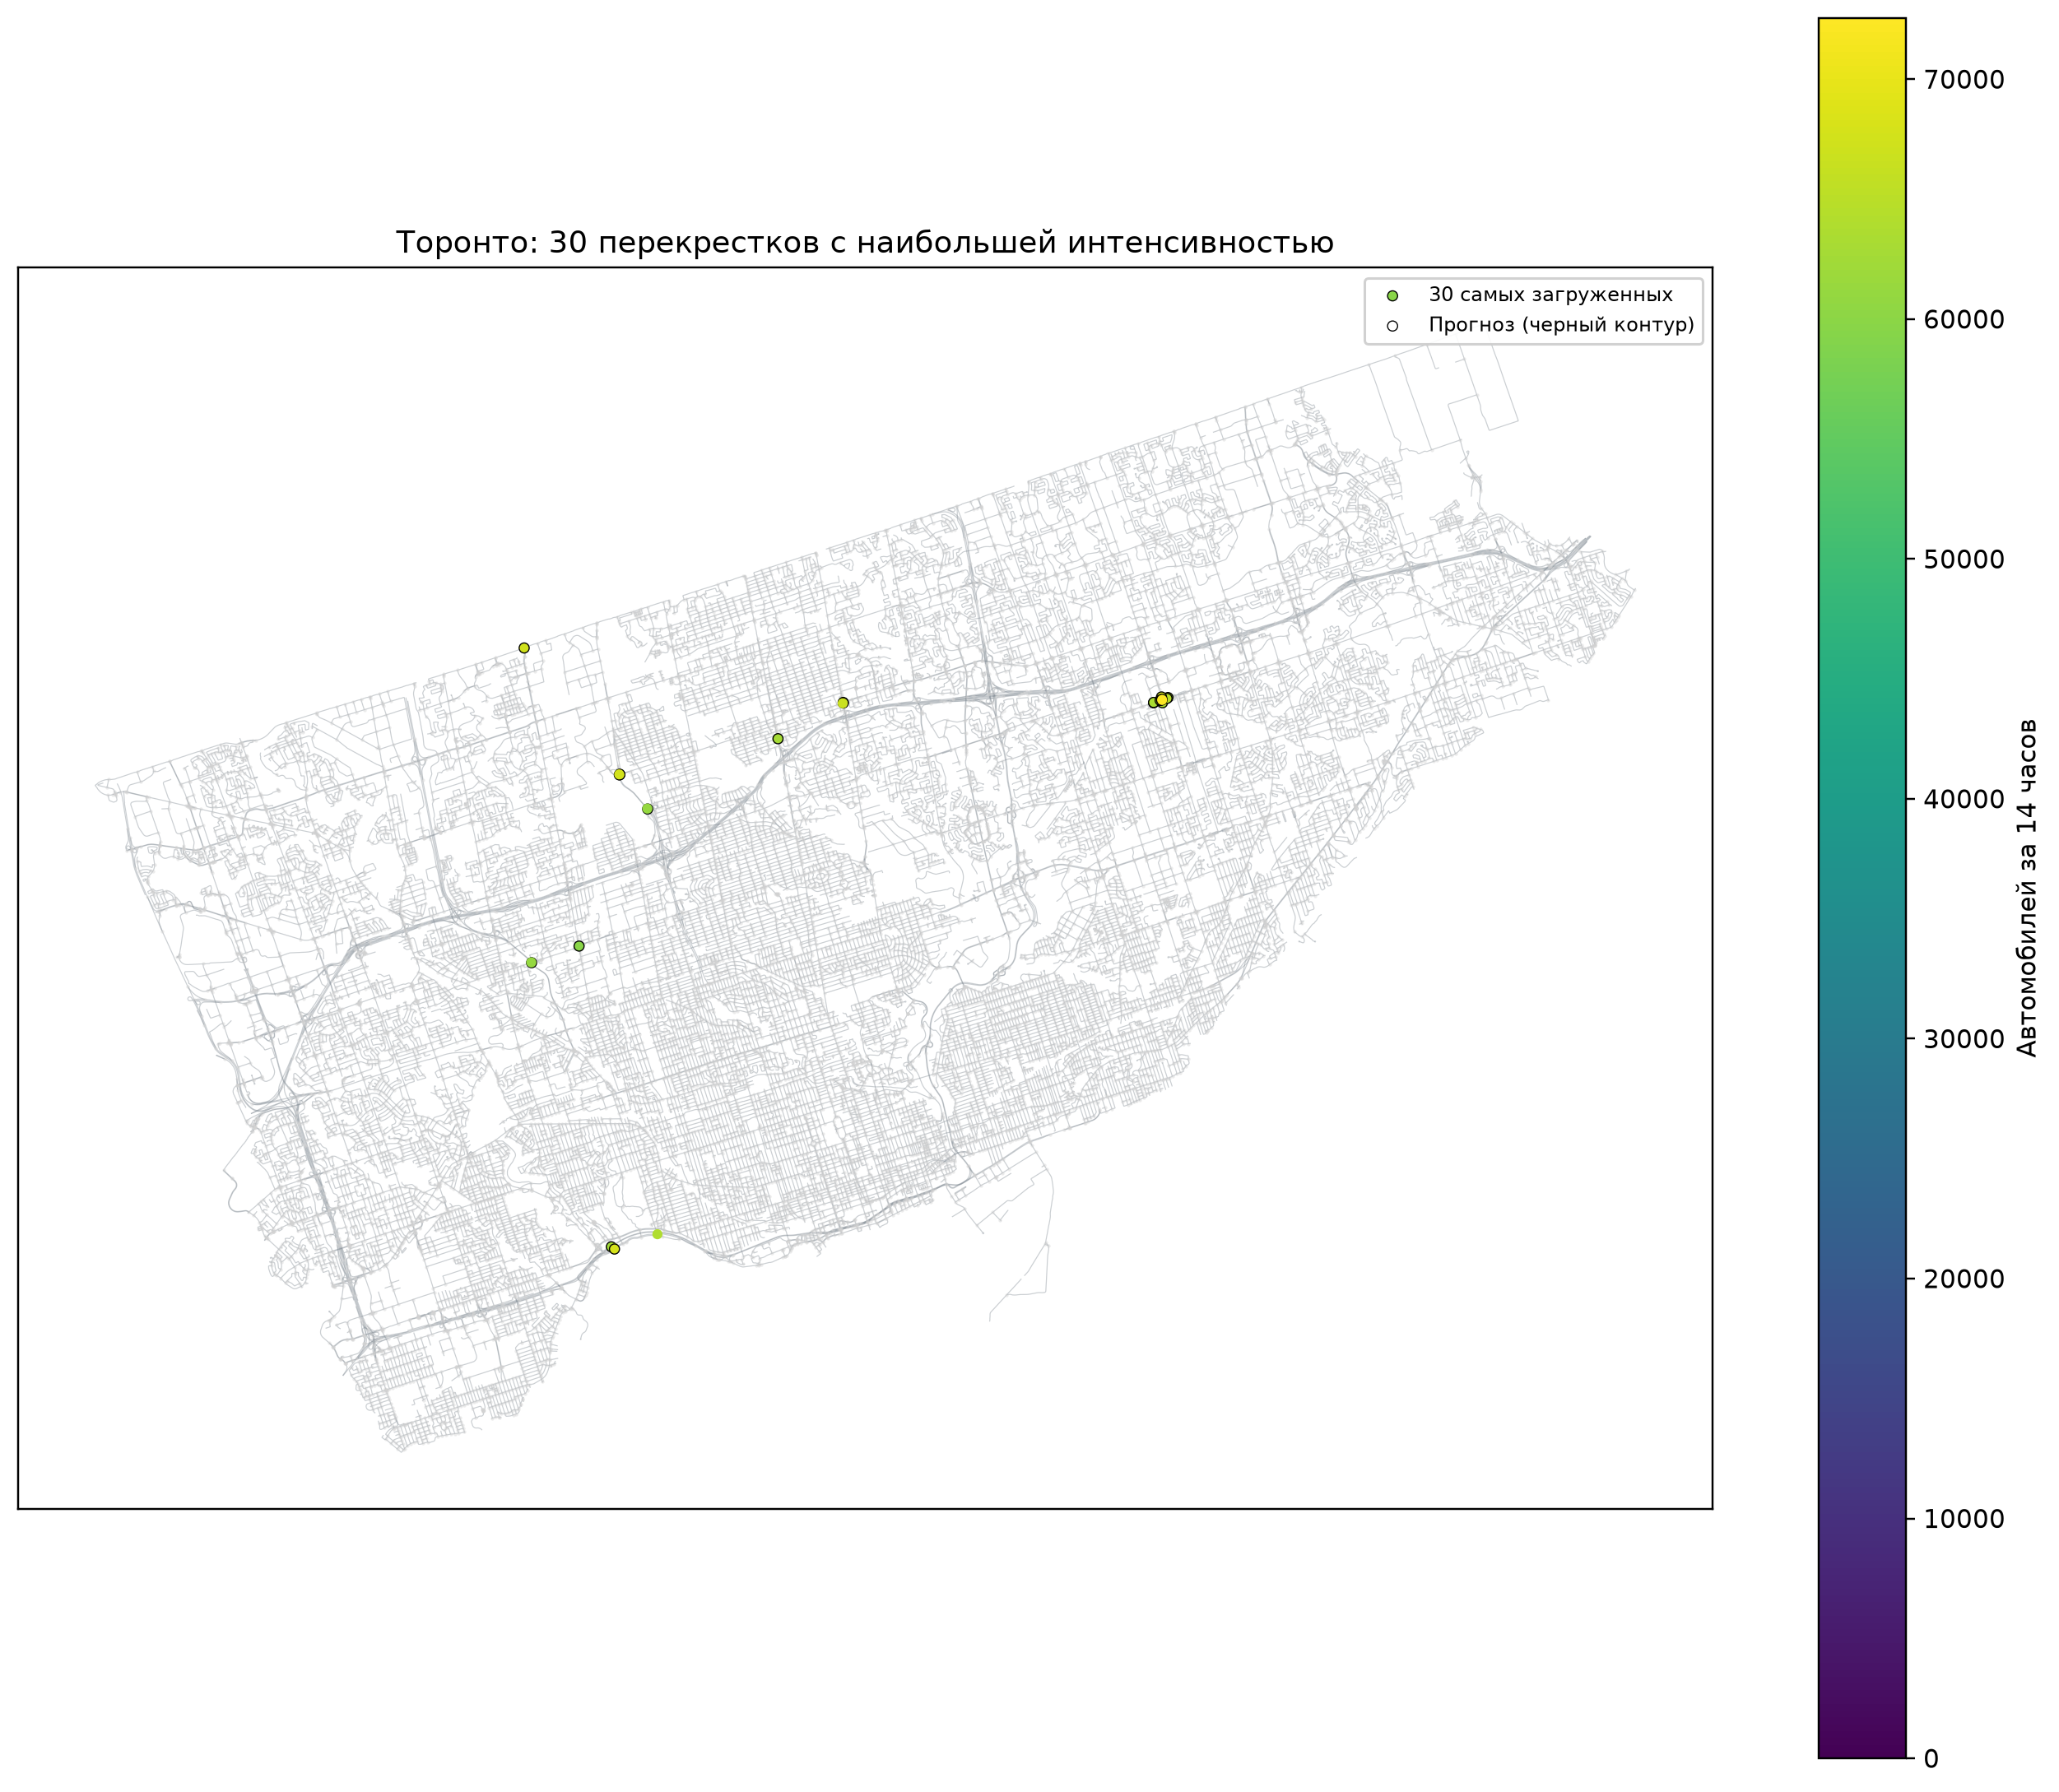 Торонто: 30 перекрестков с наибольшей интенсивностью
30 самых загруженных
Прогноз (черный контур)
70000
60000
50000
40000
30000
20000
10000
0
Автомобилей за 14 часов